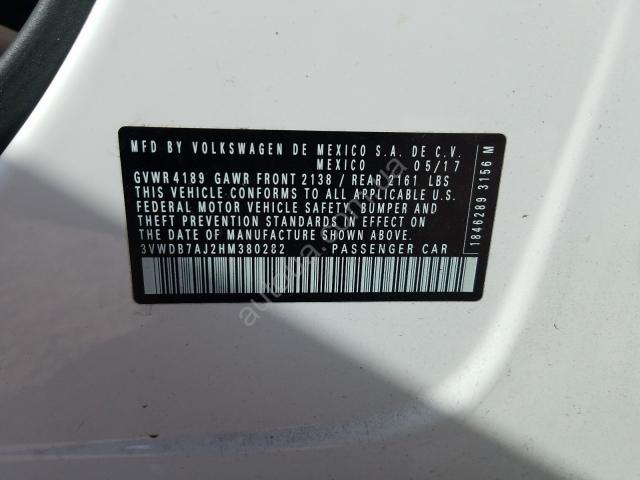 MFD BY VOLKSWAGEN DE MEXICO S.A. DE C.V.
MEXICO 05/17
GVWR 4189 GAWR FRONT 2138 / REAR 2161 LBS
THIS VEHICLE CONFORMS TO ALL APPLICABLE U.S.
FEDERAL MOTOR VEHICLE SAFETY, BUMPER AND
THEFT PREVENTION STANDARDS IN EFFECT ON THE
DATE OF MANUFACTURE SHOWN ABOVE.
3VWDB7AJ2HM380282 PASSENGER CAR
1846289 3156 M